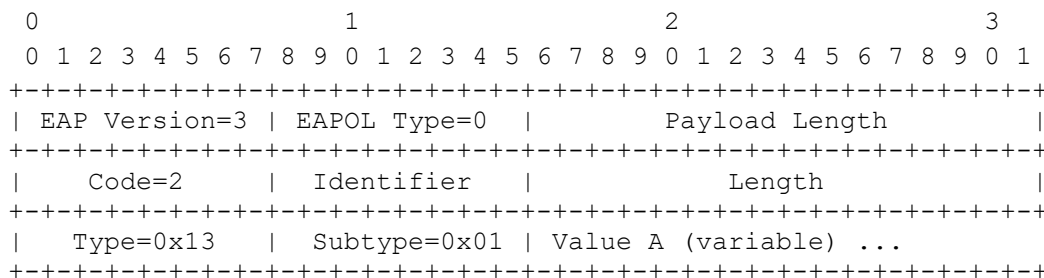 0                   1                   2                   3
 0 1 2 3 4 5 6 7 8 9 0 1 2 3 4 5 6 7 8 9 0 1 2 3 4 5 6 7 8 9 0 1
+-+-+-+-+-+-+-+-+-+-+-+-+-+-+-+-+-+-+-+-+-+-+-+-+-+-+-+-+-+-+-+-+
| EAP Version=3 | EAPOL Type=0  |        Payload Length         |
+-+-+-+-+-+-+-+-+-+-+-+-+-+-+-+-+-+-+-+-+-+-+-+-+-+-+-+-+-+-+-+-+
|    Code=2     |  Identifier   |            Length             |
+-+-+-+-+-+-+-+-+-+-+-+-+-+-+-+-+-+-+-+-+-+-+-+-+-+-+-+-+-+-+-+-+
|   Type=0x13   |  Subtype=0x01 | Value A (variable) ...
+-+-+-+-+-+-+-+-+-+-+-+-+-+-+-+-+-+-+-+-+-+-+-+-+-+-+-+-+-+-+-+-+